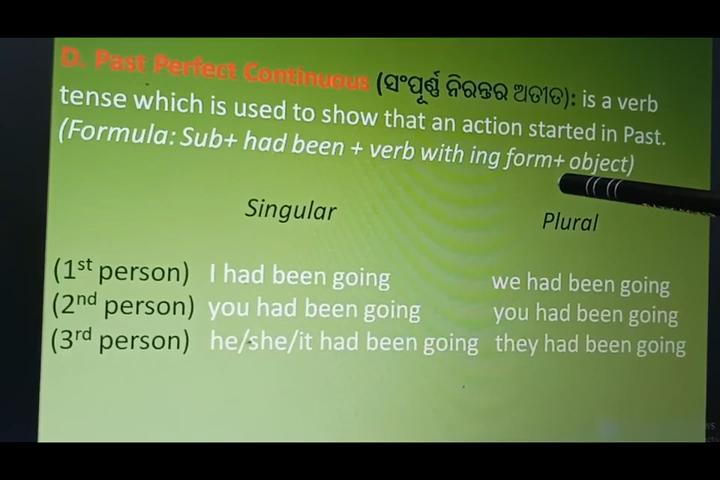 D. Past Perfect Continuous (ସଂପୂର୍ଣ୍ଣ ନିରନ୍ତର ଅତୀତ): is a verb
tense which is used to show that an action started in Past.
(Formula: Sub+ had been + verb with ing form+ object)
Singular Plural
(1st person) I had been going we had been going
(2nd person) you had been going you had been going
(3rd person) he/she/it had been going they had been going